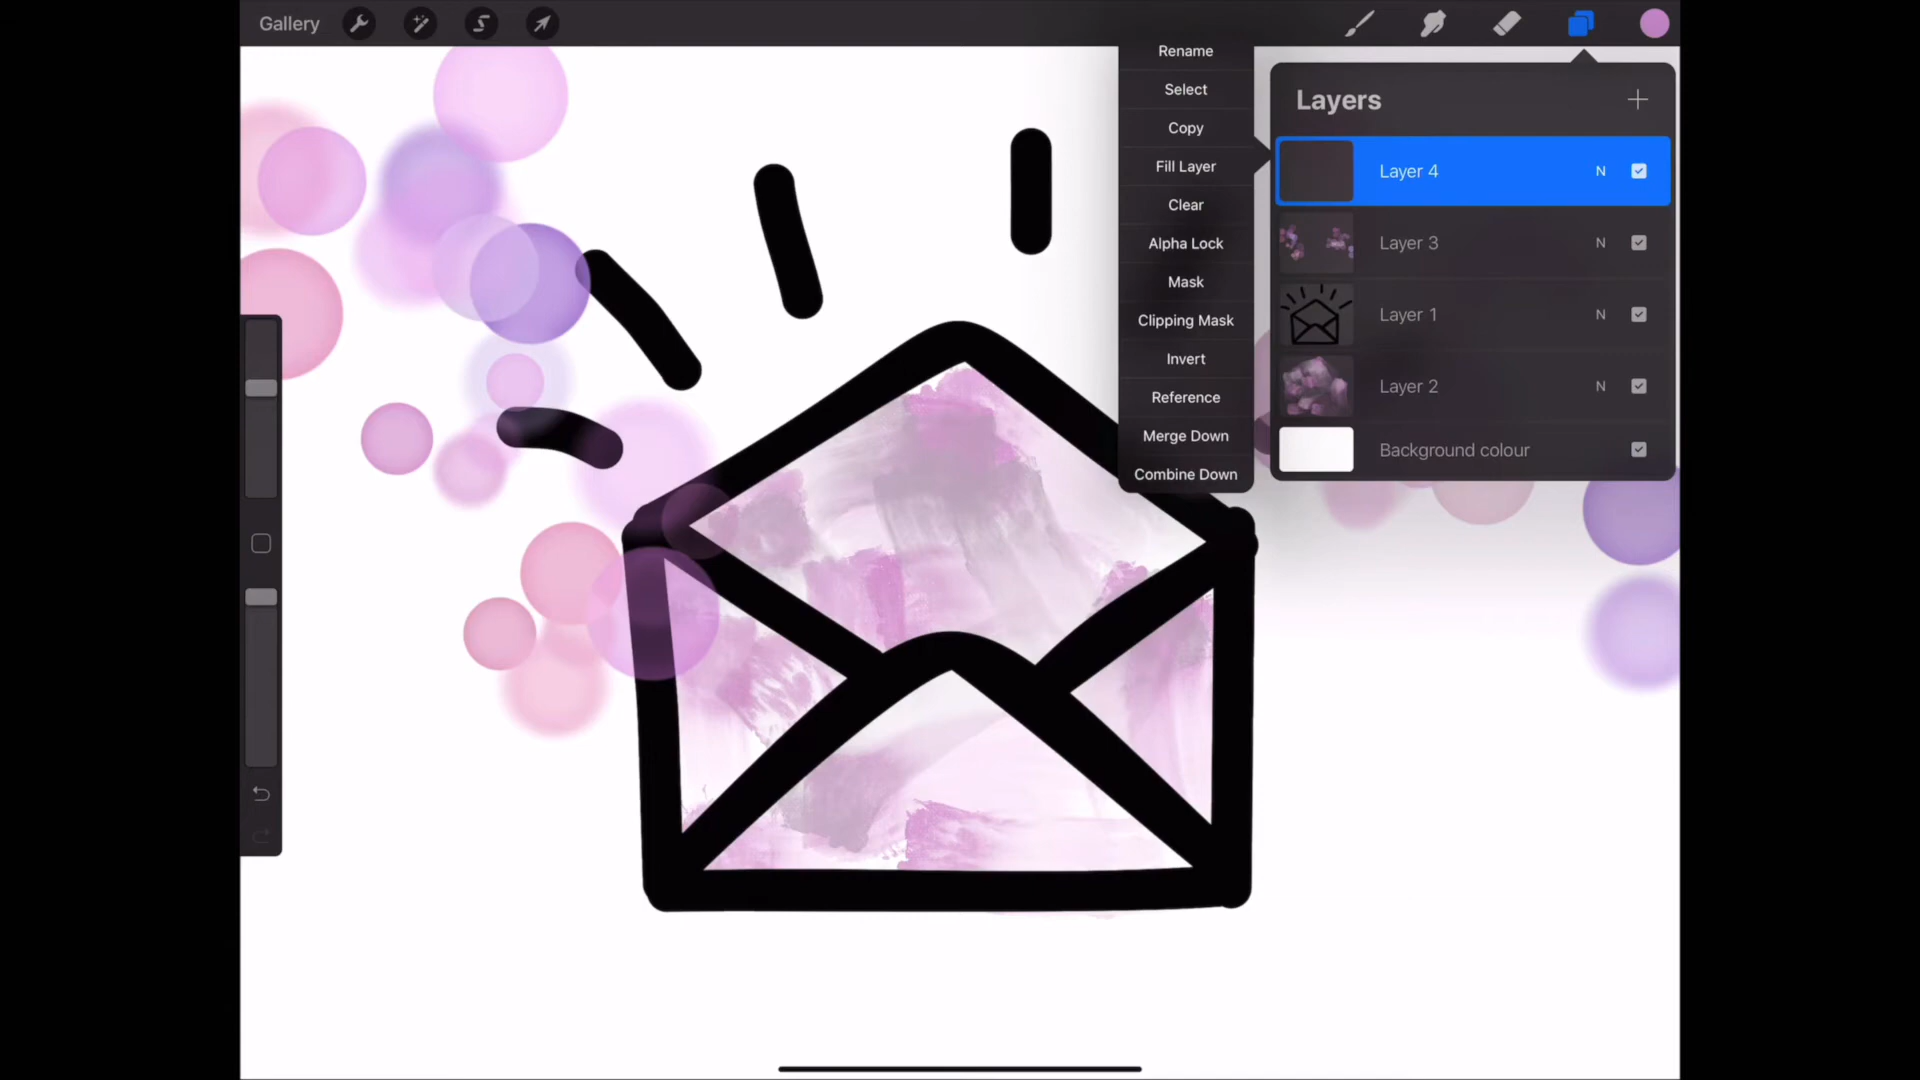 Gallery
Rename
Select
Copy
Fill Layer
Clear
Alpha Lock
Mask
Clipping Mask
Invert
Reference
Merge Down
Combine Down
Layers
Layer 4 N
Layer 3 N
Layer 1 N
Layer 2 N
Background colour